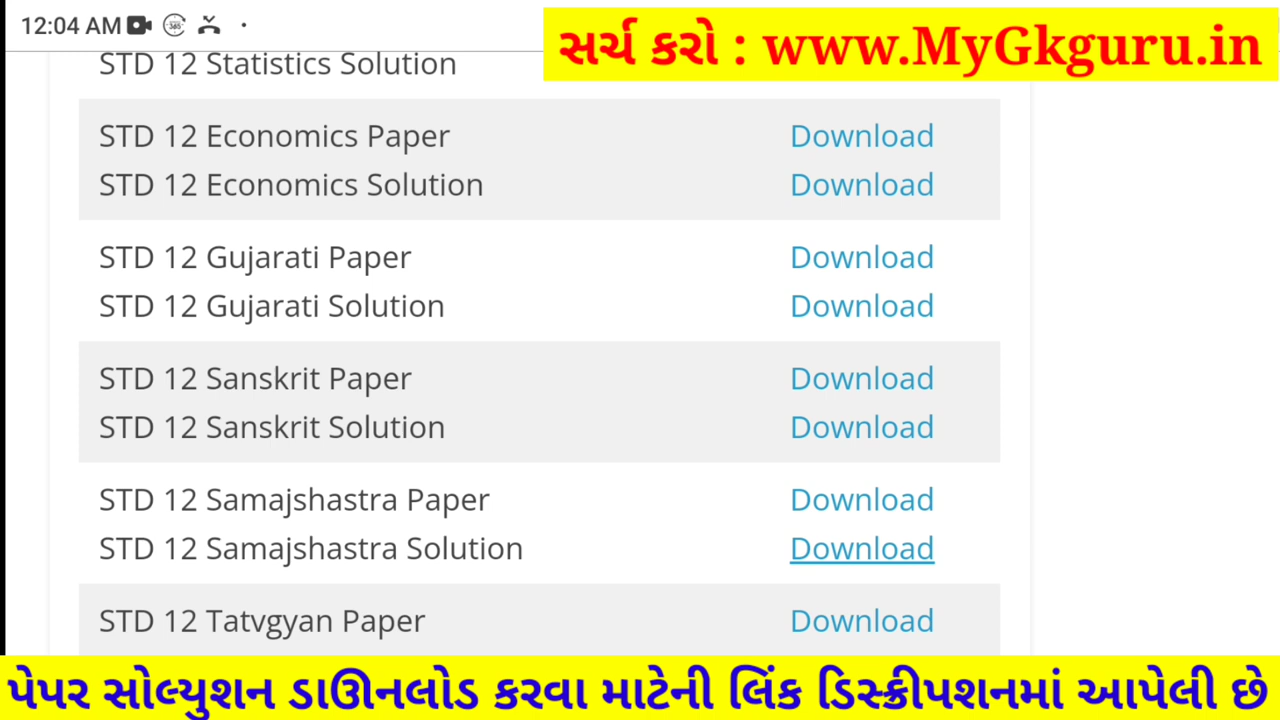 12:04 AM
સર્ચ કરો : www.MyGkguru.in
STD 12 Statistics Solution
STD 12 Economics Paper Download
STD 12 Economics Solution Download
STD 12 Gujarati Paper Download
STD 12 Gujarati Solution Download
STD 12 Sanskrit Paper Download
STD 12 Sanskrit Solution Download
STD 12 Samajshastra Paper Download
STD 12 Samajshastra Solution Download
STD 12 Tatvgyan Paper Download
પેપર સોલ્યુશન ડાઊનલોડ કરવા માટેની લિંક ડિસ્ક્રીપશનમાં આપેલી છે